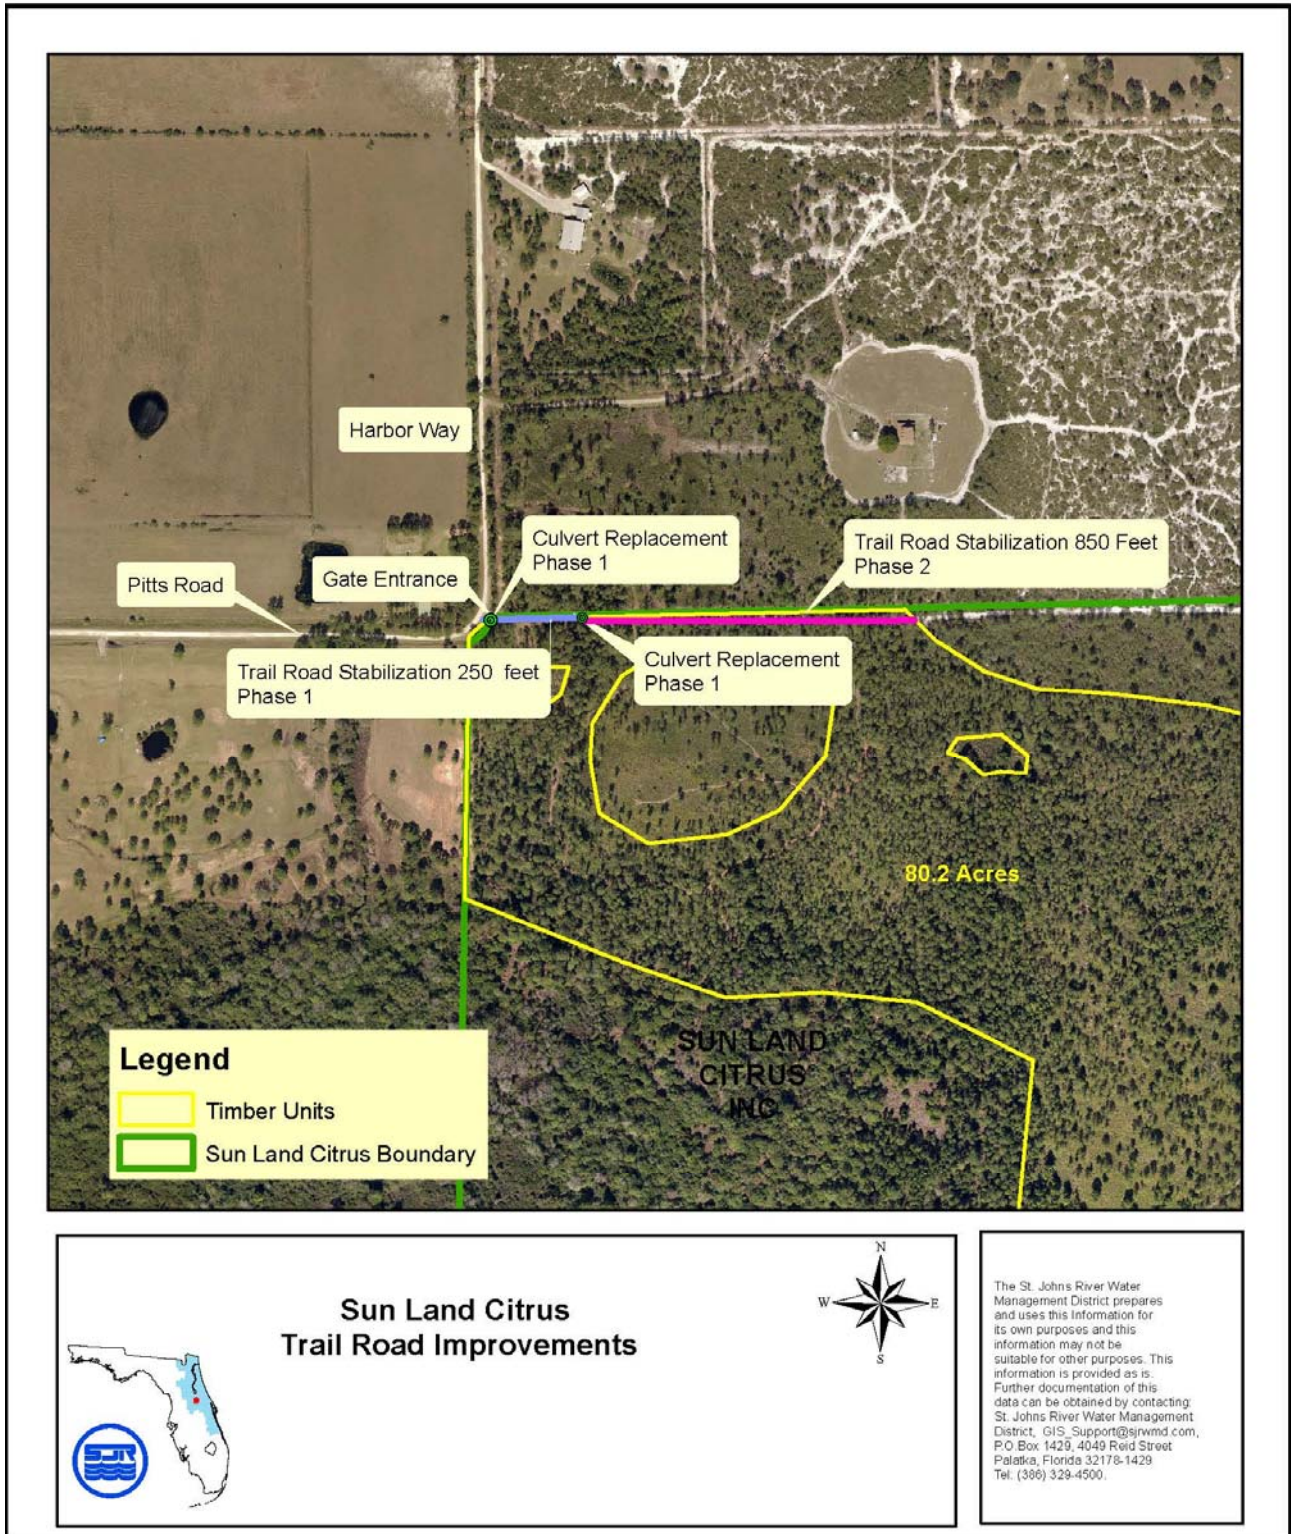 Harbor Way
Culvert Replacement
Phase 1
Trail Road Stabilization 850 Feet
Phase 2
Pitts Road
Gate Entrance
Trail Road Stabilization 250 feet
Phase 1
Culvert Replacement
Phase 1
80.2 Acres
SUN LAND
CITRUS
INC
Legend
Timber Units
Sun Land Citrus Boundary
Sun Land Citrus
Trail Road Improvements
N
W
E
S
SJR
The St. Johns River Water
Management District prepares
and uses this Information for
its own purposes and this
information may not be
suitable for other purposes. This
information is provided as is.
Further documentation of this
data can be obtained by contacting:
St. Johns River Water Management
District, GIS_Support@sjrwmd.com,
P.O.Box 1429, 4049 Reid Street
Palatka, Florida 32178-1429
Tel: (386) 329-4500.